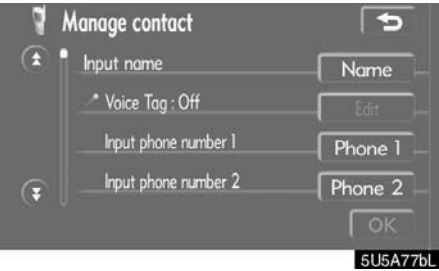 Manage contact
Input name Name
Voice Tag : Off Edit
Input phone number 1 Phone 1
Input phone number 2 Phone 2
OK
5U5A77bL